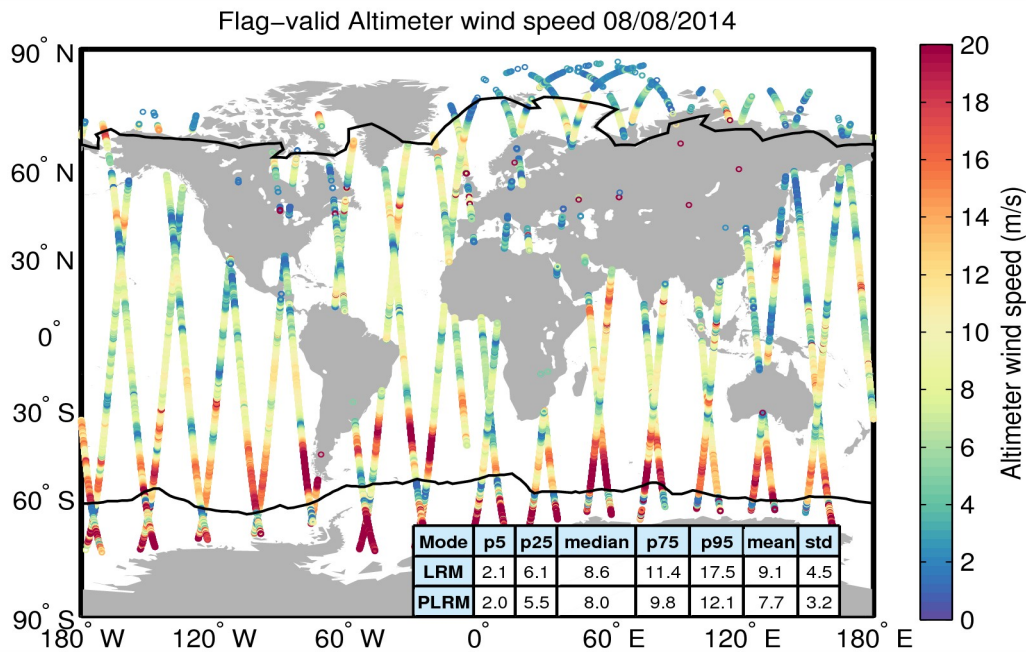 Flag−valid Altimeter wind speed 08/08/2014
90° N
60° N
30° N
0°
30° S
60° S
90° S
180° W
120° W
60° W
0°
60° E
120° E
180° E
Mode p5 p25 median p75 p95 mean std
LRM 2.1 6.1 8.6 11.4 17.5 9.1 4.5
PLRM 2.0 5.5 8.0 9.8 12.1 7.7 3.2
20
18
16
14
12
10
8
6
4
2
0
Altimeter wind speed (m/s)